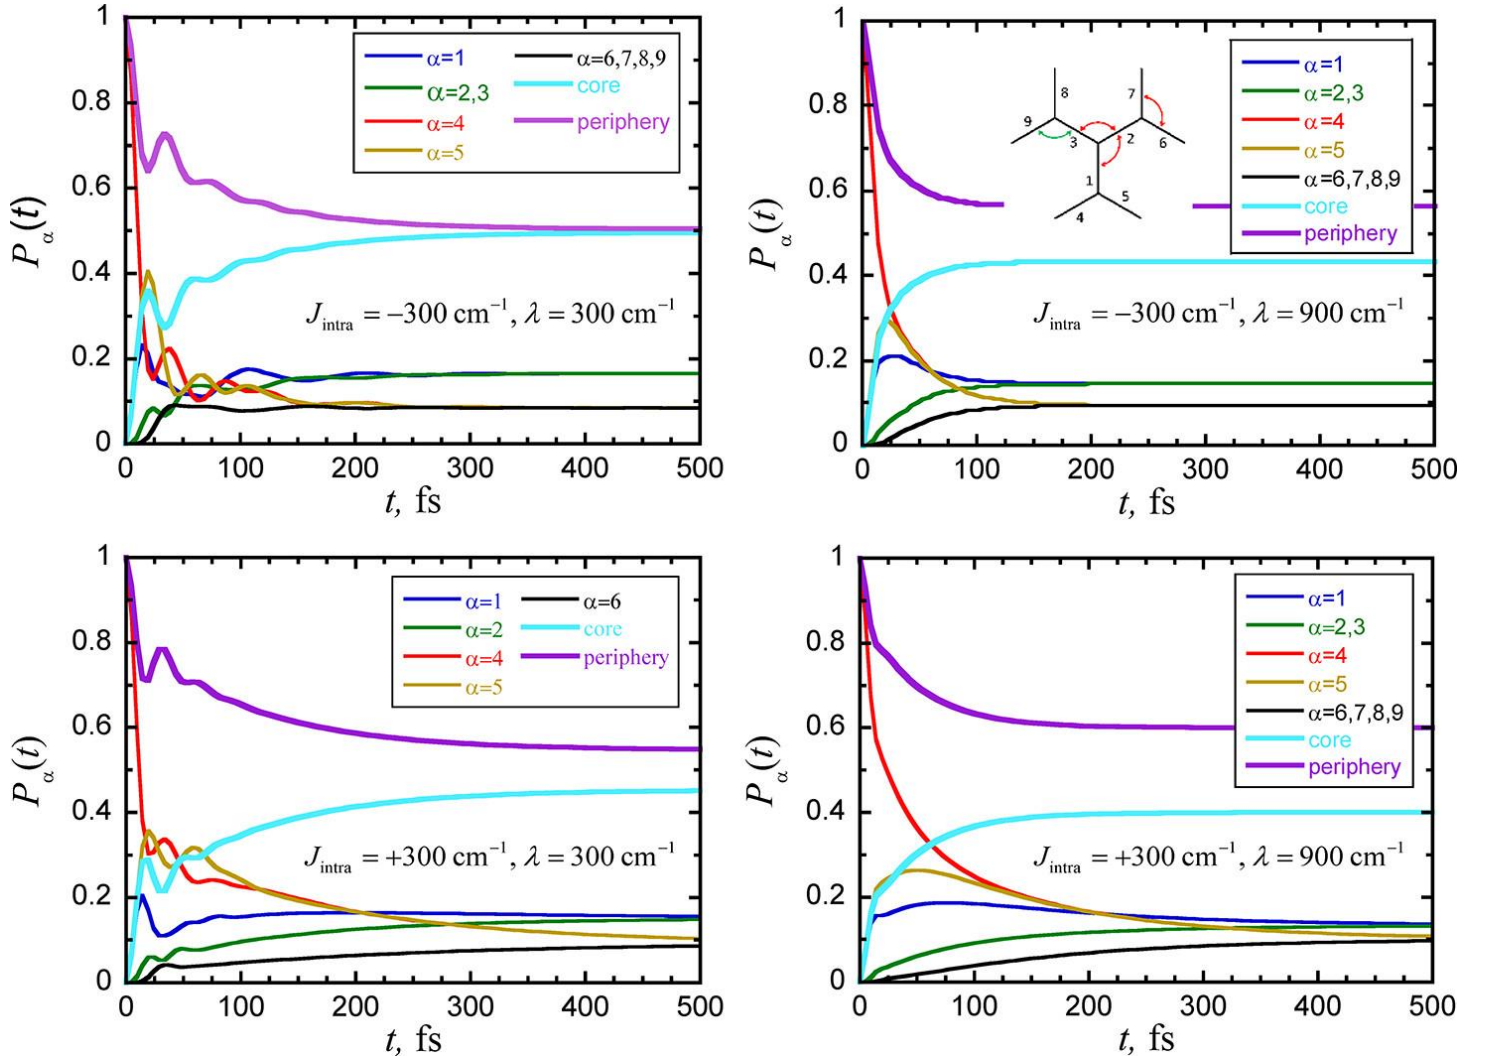 1
0.8
0.6
0.4
0.2
0
P_α(t)
α=1
α=2,3
α=4
α=5
α=6,7,8,9
core
periphery
J_intra = −300 cm⁻¹, λ = 300 cm⁻¹
0 100 200 300 400 500
t, fs
1
0.8
0.6
0.4
0.2
0
P_α(t)
8
7
9
3
2
6
1
5
4
α=1
α=2,3
α=4
α=5
α=6,7,8,9
core
periphery
J_intra = −300 cm⁻¹, λ = 900 cm⁻¹
0 100 200 300 400 500
t, fs
1
0.8
0.6
0.4
0.2
0
P_α(t)
α=1
α=2
α=4
α=5
α=6
core
periphery
J_intra = +300 cm⁻¹, λ = 300 cm⁻¹
0 100 200 300 400 500
t, fs
1
0.8
0.6
0.4
0.2
0
P_α(t)
α=1
α=2,3
α=4
α=5
α=6,7,8,9
core
periphery
J_intra = +300 cm⁻¹, λ = 900 cm⁻¹
0 100 200 300 400 500
t, fs